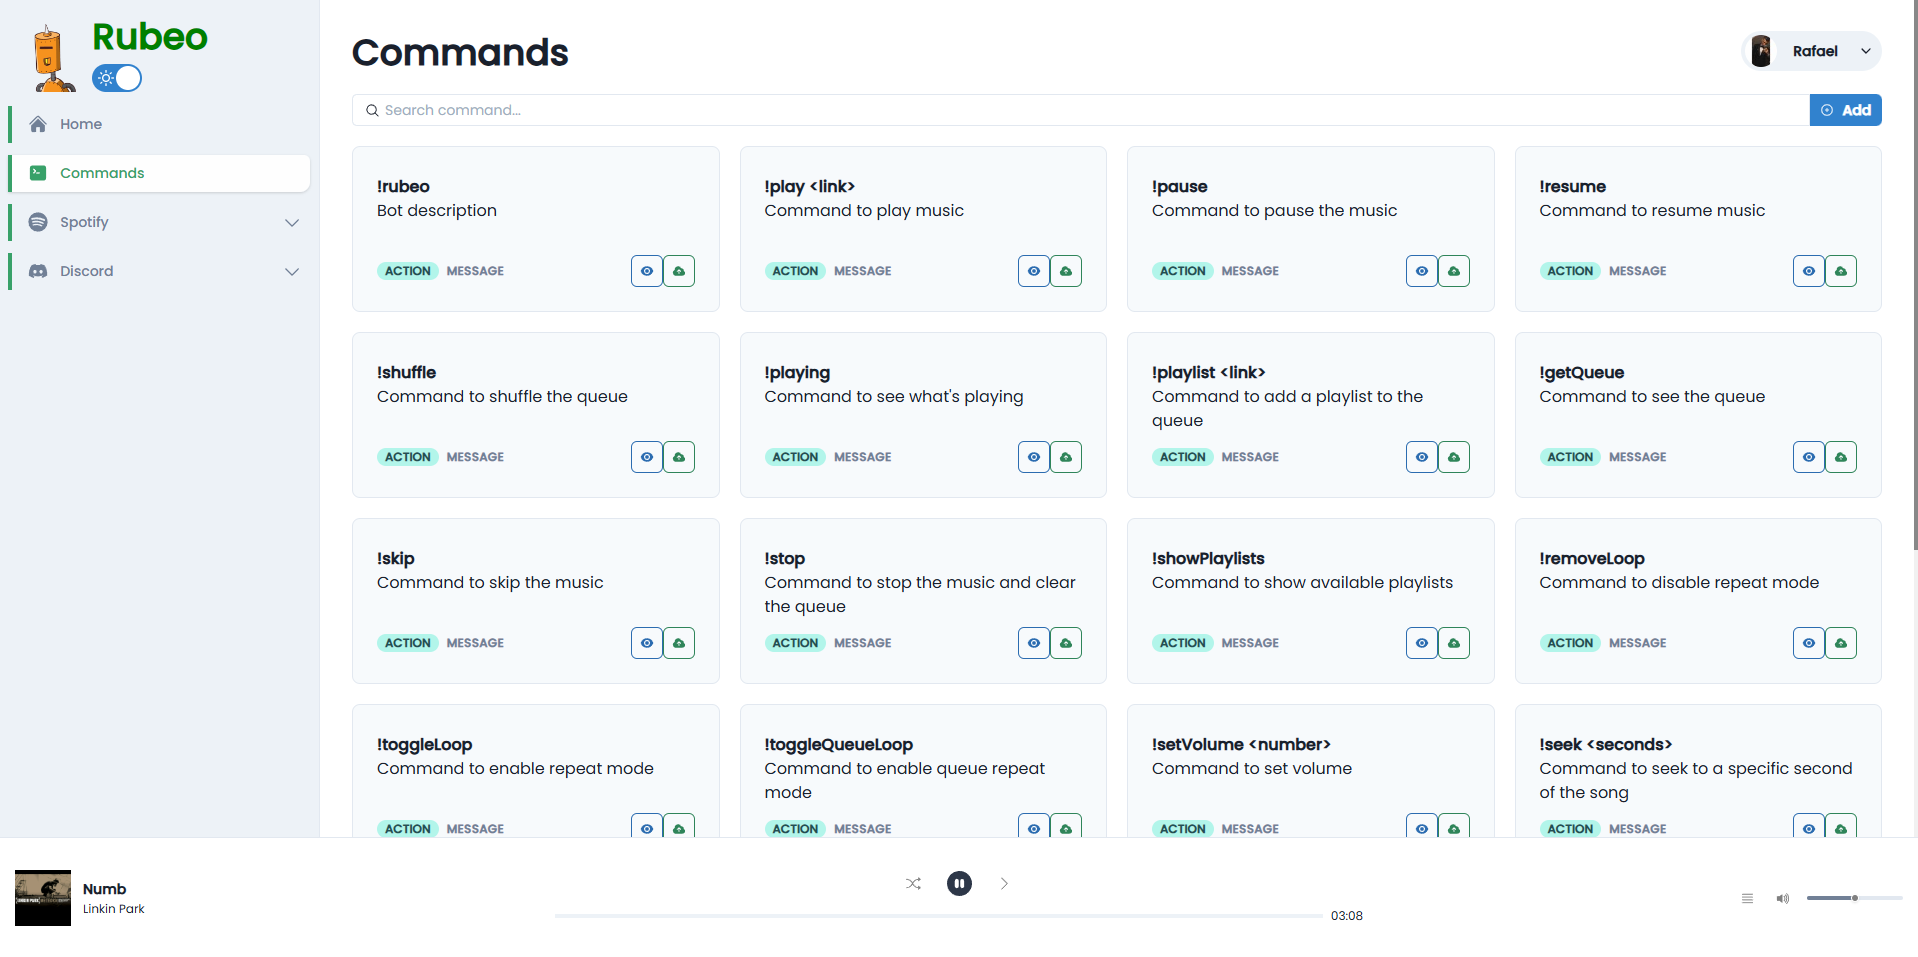 Rubeo
Home
Commands
Spotify
Discord
Commands
Rafael
Search command...
Add
!rubeo
Bot description
ACTION MESSAGE
!play <link>
Command to play music
ACTION MESSAGE
!pause
Command to pause the music
ACTION MESSAGE
!resume
Command to resume music
ACTION MESSAGE
!shuffle
Command to shuffle the queue
ACTION MESSAGE
!playing
Command to see what's playing
ACTION MESSAGE
!playlist <link>
Command to add a playlist to the
queue
ACTION MESSAGE
!getQueue
Command to see the queue
ACTION MESSAGE
!skip
Command to skip the music
ACTION MESSAGE
!stop
Command to stop the music and clear
the queue
ACTION MESSAGE
!showPlaylists
Command to show available playlists
ACTION MESSAGE
!removeLoop
Command to disable repeat mode
ACTION MESSAGE
!toggleLoop
Command to enable repeat mode
ACTION MESSAGE
!toggleQueueLoop
Command to enable queue repeat
mode
ACTION MESSAGE
!setVolume <number>
Command to set volume
ACTION MESSAGE
!seek <seconds>
Command to seek to a specific second
of the song
ACTION MESSAGE
Numb
Linkin Park
03:08